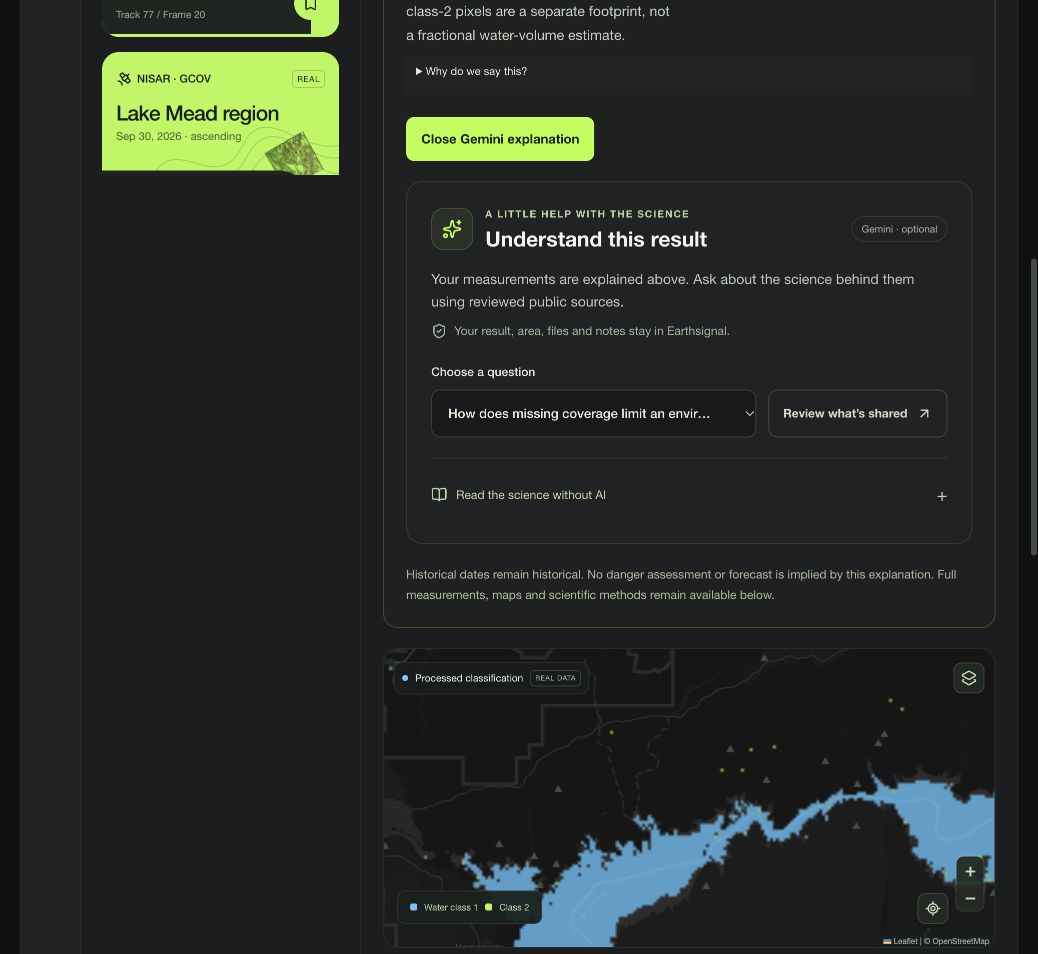 Track 77 / Frame 20
NISAR · GCOV
REAL
Lake Mead region
Sep 30, 2026 · ascending
class-2 pixels are a separate footprint, not
a fractional water-volume estimate.
Why do we say this?
Close Gemini explanation
A LITTLE HELP WITH THE SCIENCE
Understand this result
Gemini · optional
Your measurements are explained above. Ask about the science behind them
using reviewed public sources.
Your result, area, files and notes stay in Earthsignal.
Choose a question
How does missing coverage limit an envir...
Review what's shared
Read the science without AI
Historical dates remain historical. No danger assessment or forecast is implied by this explanation. Full
measurements, maps and scientific methods remain available below.
Processed classification
REAL DATA
Arizona
Water class 1
Class 2
Leaflet | © OpenStreetMap